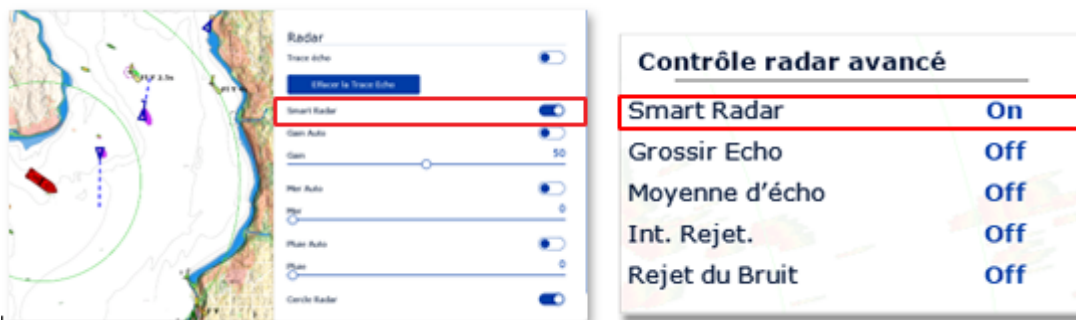 Radar
Trace écho
Effacer la Trace Echo
Smart Radar
Gain Auto
Gain
50
Mer Auto
Mer
0
Pluie Auto
Pluie
0
Cercle Radar
Contrôle radar avancé
Smart Radar On
Grossir Echo Off
Moyenne d'écho Off
Int. Rejet. Off
Rejet du Bruit Off